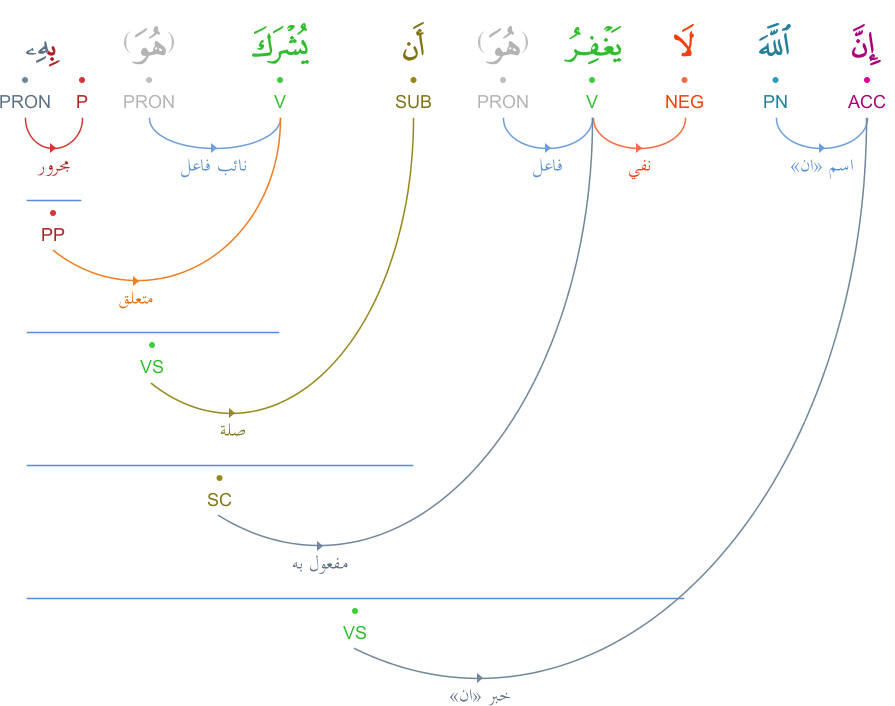 إِنَّ ٱللَّهَ لَا يَغْفِرُ (هُوَ) أَن يُشْرَكَ (هُوَ) بِهِۦ
ACC PN NEG V PRON SUB V PRON P PRON
اسم «ان» نفي فاعل نائب فاعل مجرور
PP
متعلق
VS
صلة
SC
مفعول به
VS
خبر «ان»